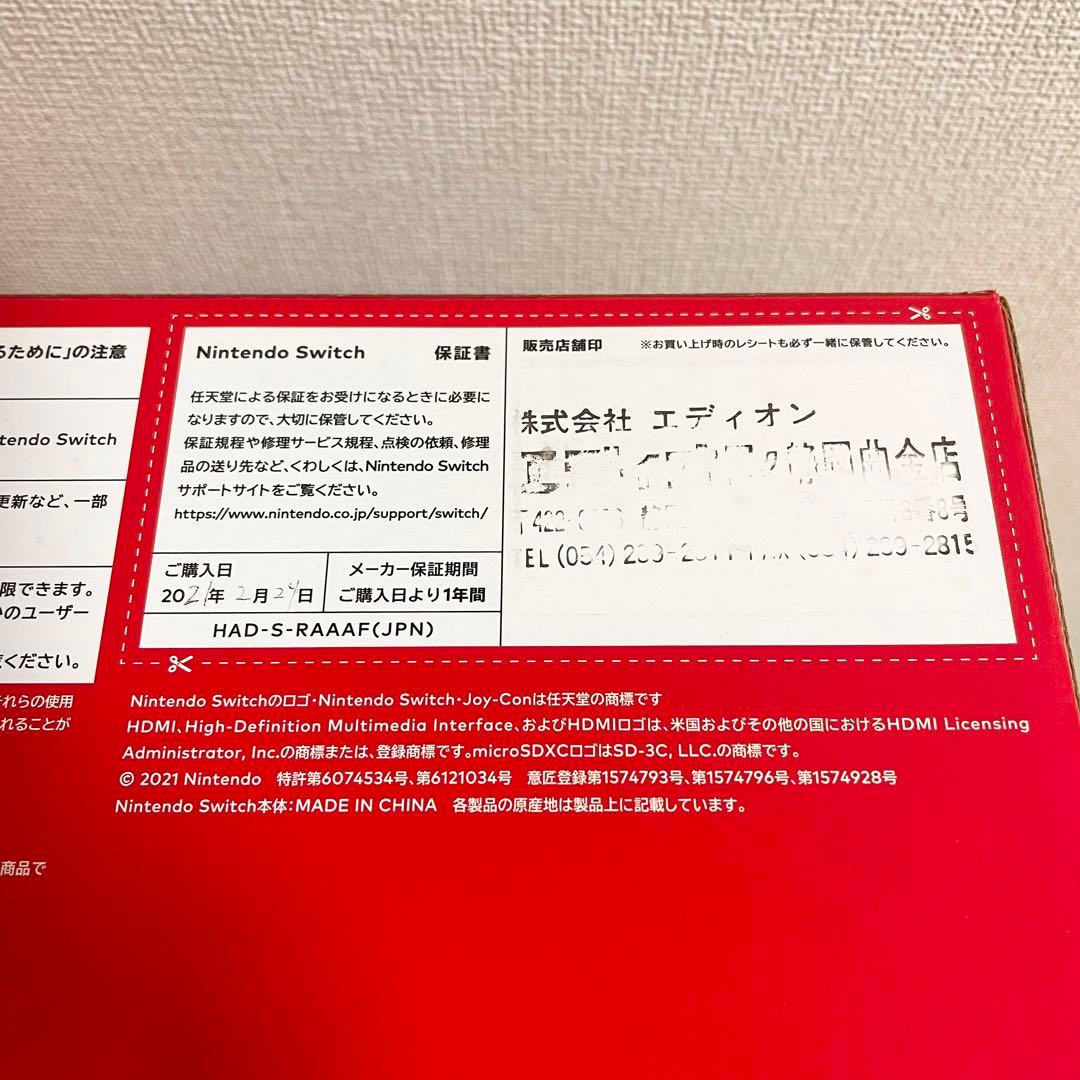 るために」の注意
ntendo Switch
更新など、一部
限できます。
いのユーザー
ください。
れらの使用
れることが
商品で
Nintendo Switch 保証書
任天堂による保証をお受けになるときに必要に
なりますので、大切に保管してください。
保証規程や修理サービス規程、点検の依頼、修理
品の送り先など、くわしくは、Nintendo Switch
サポートサイトをご覧ください。
https://www.nintendo.co.jp/support/switch/
ご購入日
2021年 2月 24日
メーカー保証期間
ご購入日より1年間
HAD-S-RAAAF(JPN)
販売店舗印 ※お買い上げ時のレシートも必ず一緒に保管してください。
株式会社 エディオン
曲金店
〒422-
8番8号
TEL (054)
-2815
Nintendo Switchのロゴ・Nintendo Switch・Joy-Conは任天堂の商標です
HDMI、High-Definition Multimedia Interface、およびHDMIロゴは、米国およびその他の国におけるHDMI Licensing
Administrator, Inc.の商標または、登録商標です。microSDXCロゴはSD-3C, LLC.の商標です。
© 2021 Nintendo 特許第6074534号、第6121034号 意匠登録第1574793号、第1574796号、第1574928号
Nintendo Switch本体：MADE IN CHINA 各製品の原産地は製品上に記載しています。